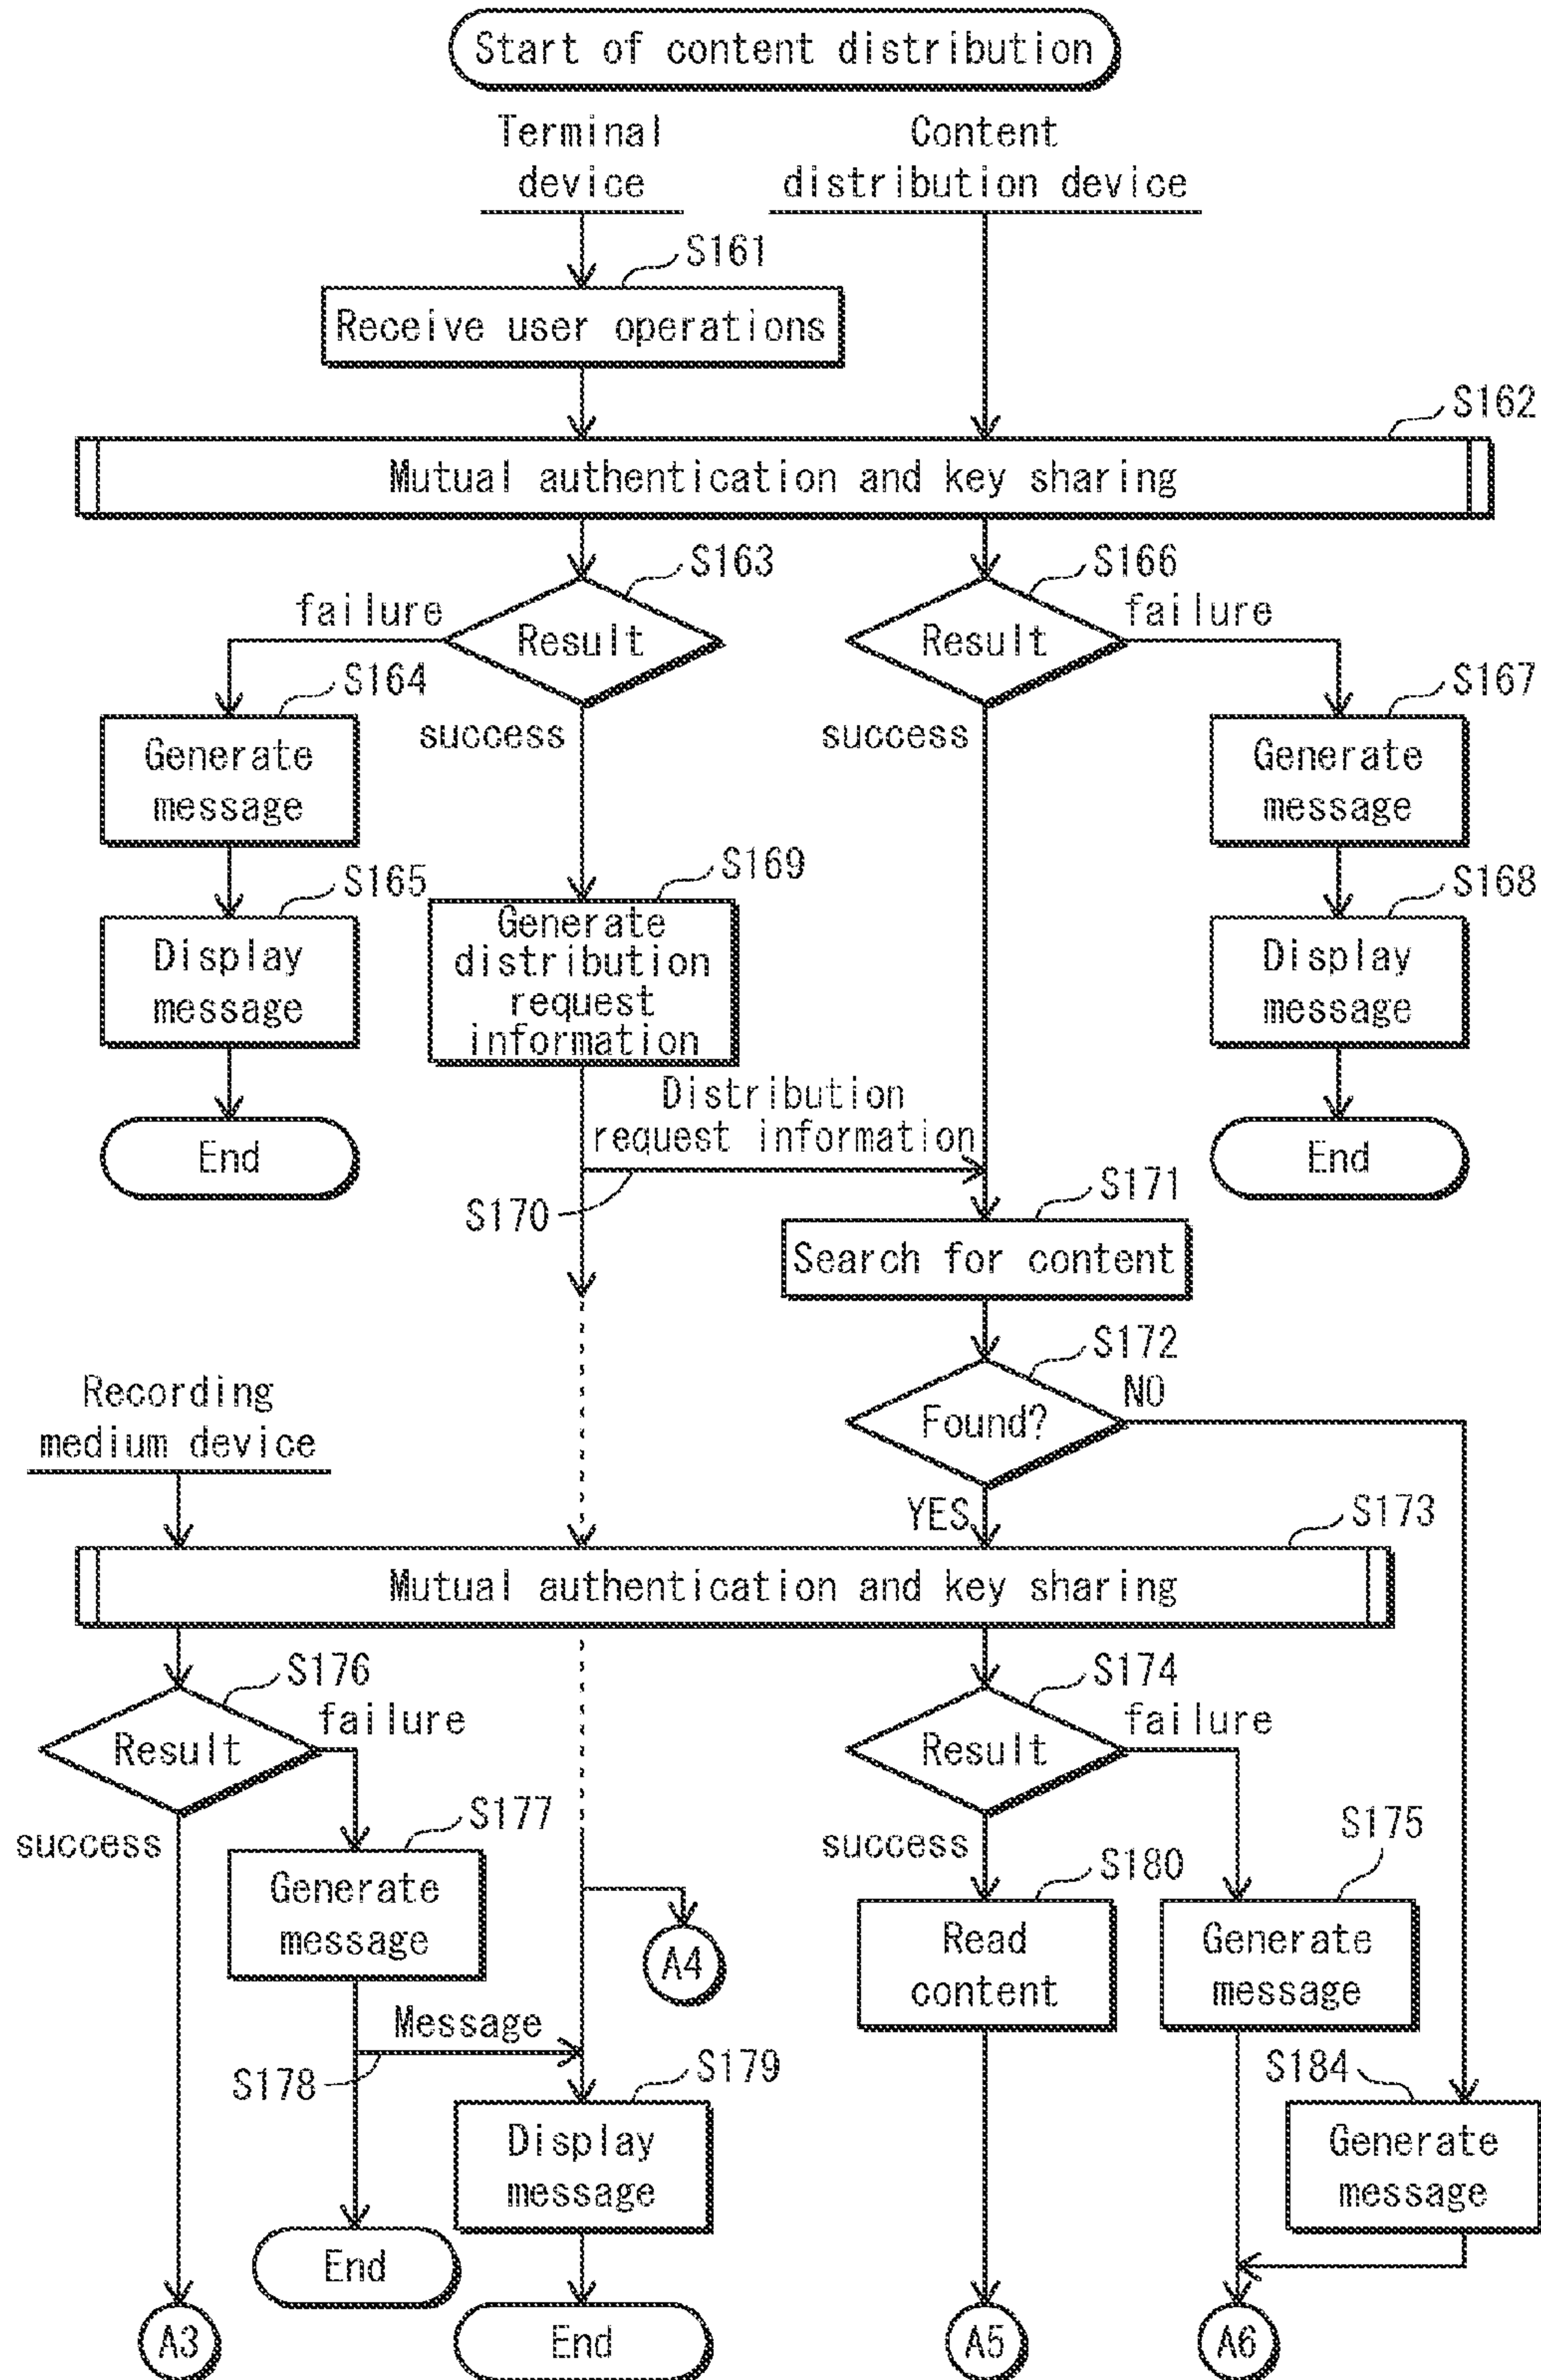 Start of content distribution
Terminal
device
Content
distribution device
S161
Receive user operations
S162
Mutual authentication and key sharing
S163
S166
failure
Result
Result
failure
S164
S167
success
success
Generate
message
Generate
message
S169
S165
S168
Generate
distribution
request
information
Display
message
Display
message
Distribution
request information
End
End
S170
S171
Search for content
S172
NO
Recording
medium device
Found?
YES
S173
Mutual authentication and key sharing
S176
S174
failure
failure
Result
Result
S177
S175
success
success
S180
Generate
message
Read
content
Generate
message
A4
Message
S178
S179
S184
Display
message
Generate
message
End
A3
End
A5
A6